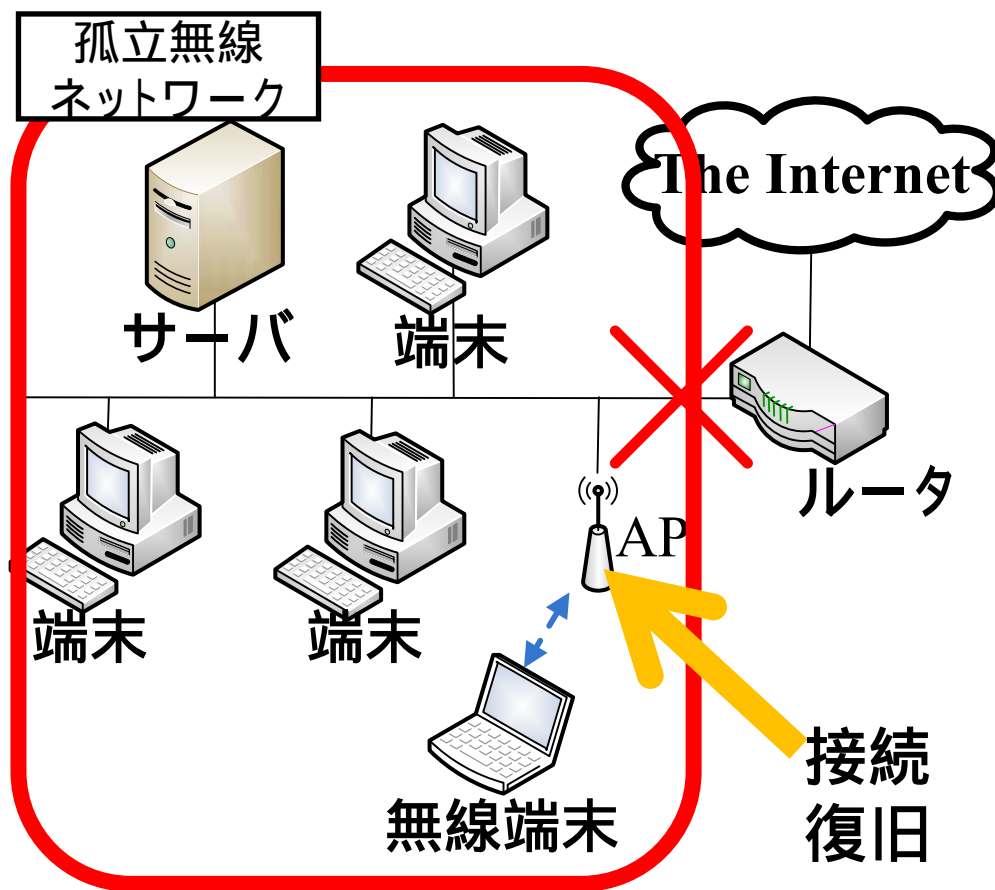 孤立無線
ネットワーク
The Internet
サーバ
端末
ルータ
AP
端末
端末
無線端末
接続
復旧